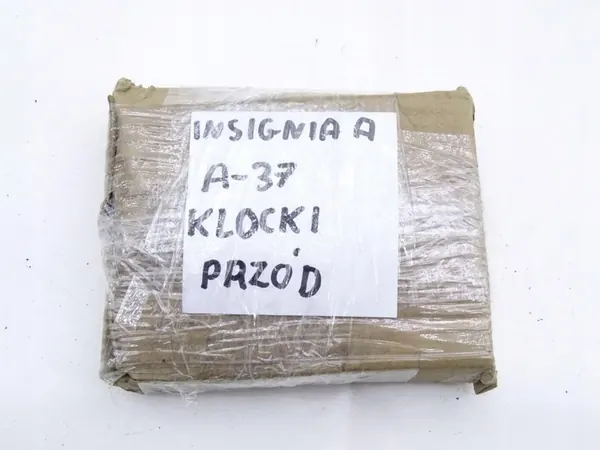 INSIGNIA A
A-37
KLOCKI
PRZÓD